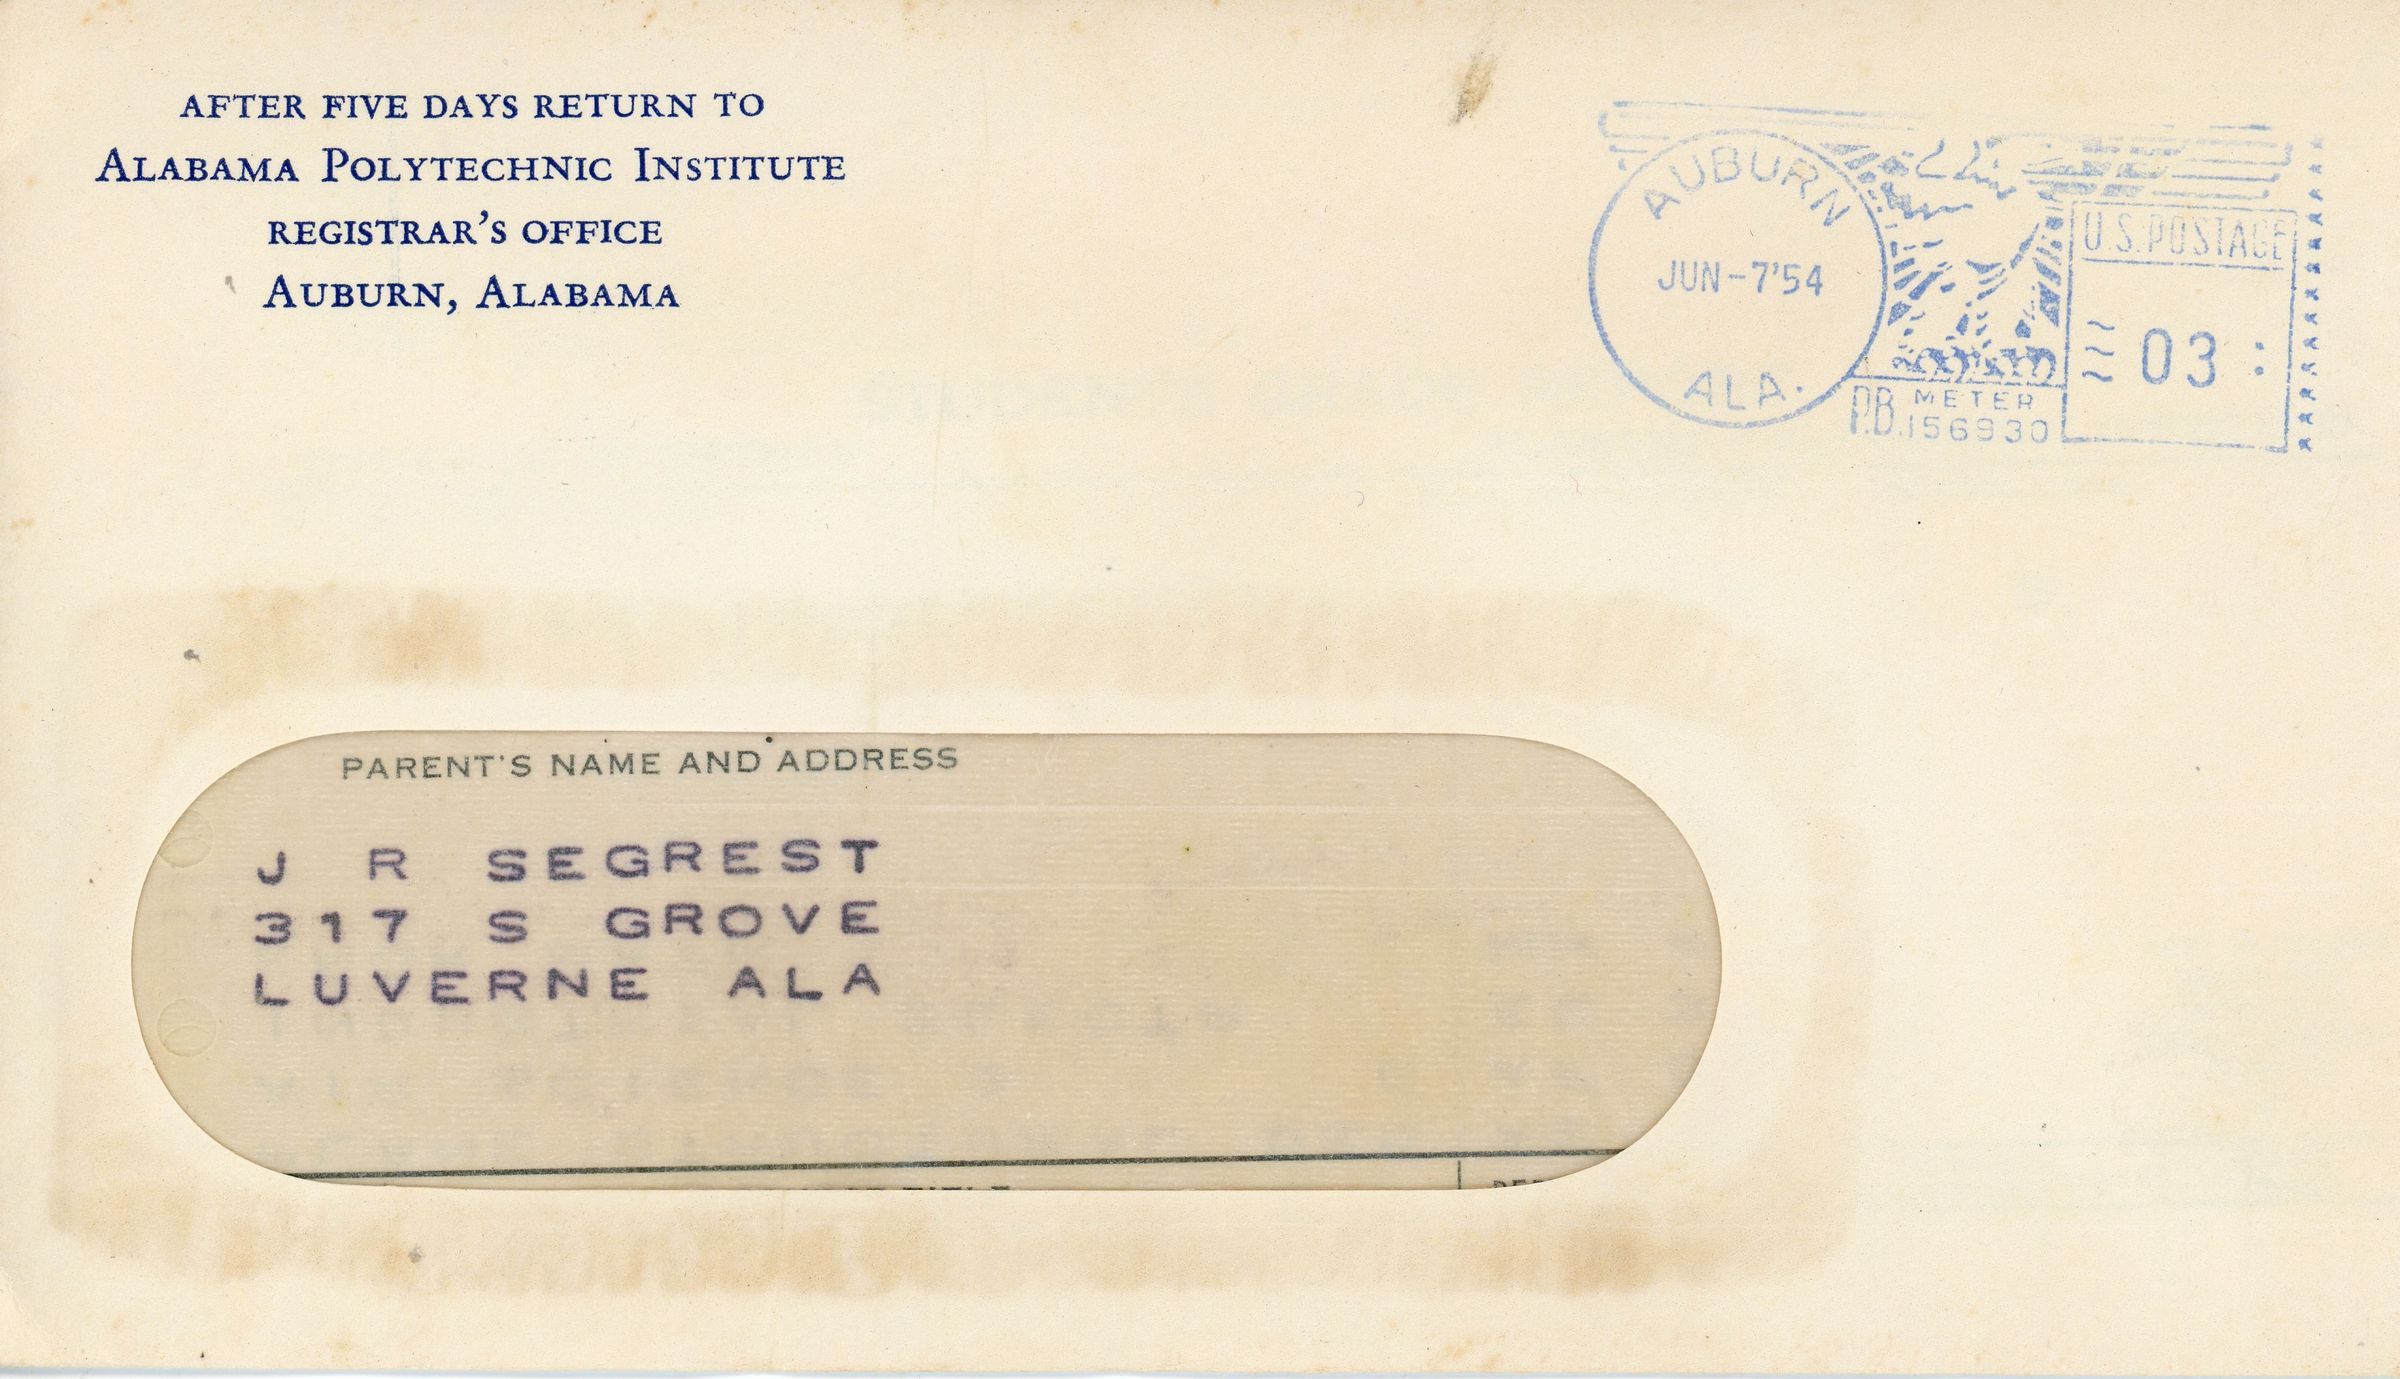 AFTER FIVE DAYS RETURN TO
ALABAMA POLYTECHNIC INSTITUTE
REGISTRAR'S OFFICE
AUBURN, ALABAMA
AUBURN
JUN-7'54
ALA.
U.S. POSTAGE
03
P.B. METER
156930
PARENT'S NAME AND ADDRESS
J R SEGREST
317 S GROVE
LUVERNE ALA